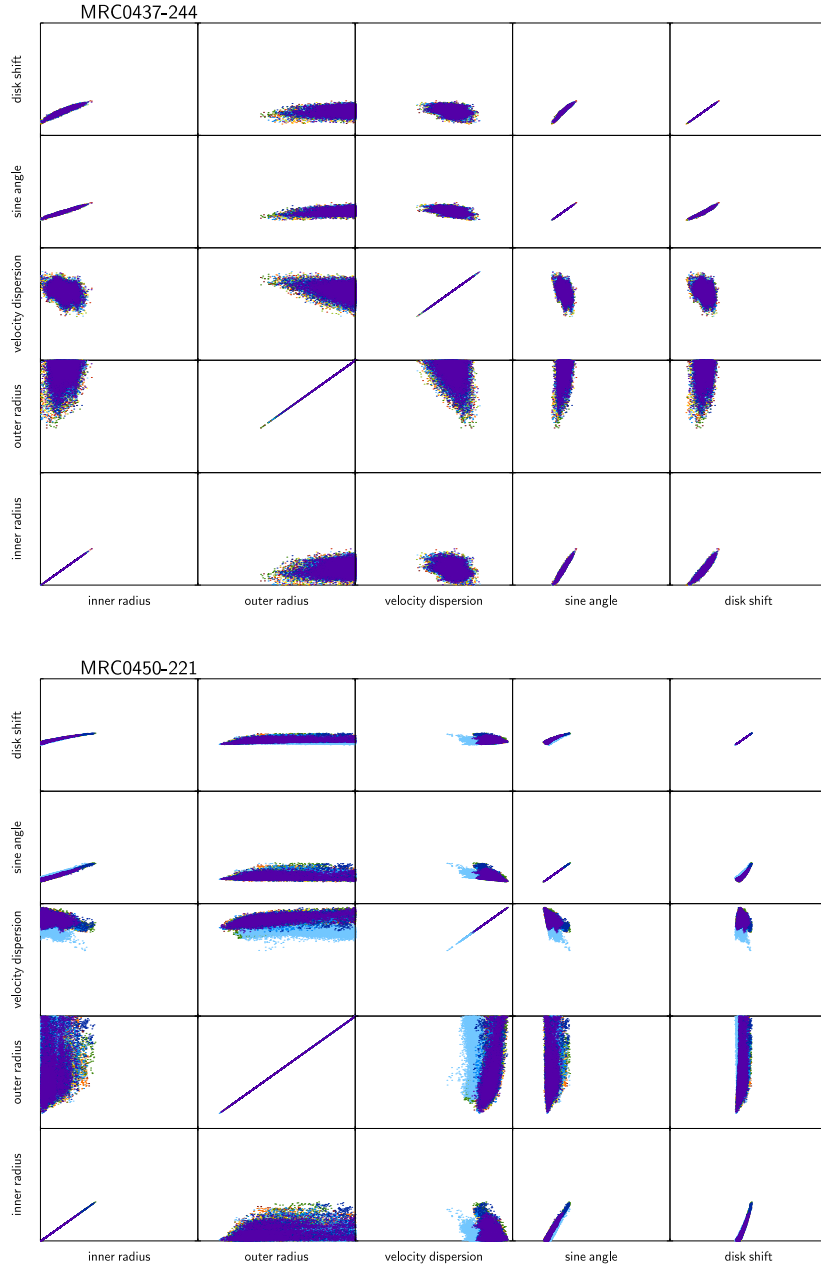 MRC0437-244
disk shift
sine angle
velocity dispersion
outer radius
inner radius
inner radius outer radius velocity dispersion sine angle disk shift
MRC0450-221
disk shift
sine angle
velocity dispersion
outer radius
inner radius
inner radius outer radius velocity dispersion sine angle disk shift